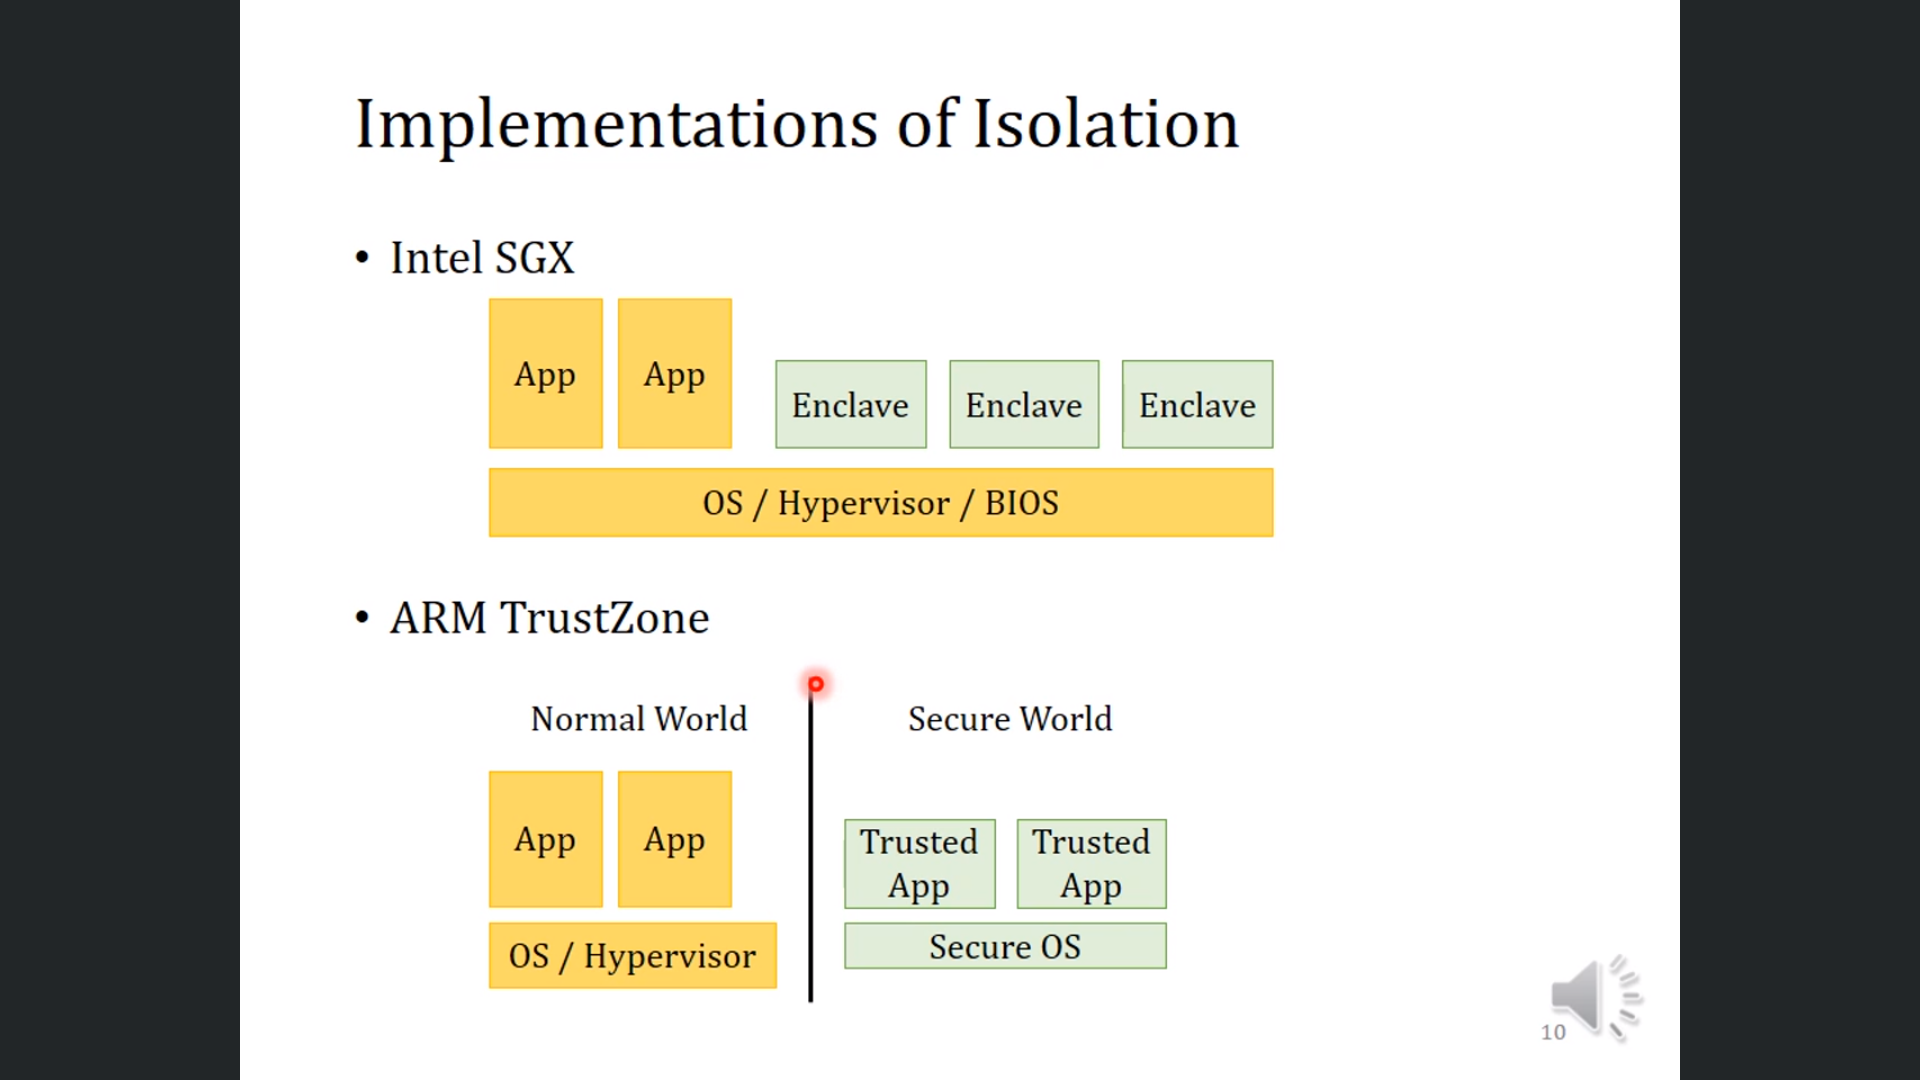 Implementations of Isolation
• Intel SGX
App App
Enclave Enclave Enclave
OS / Hypervisor / BIOS
• ARM TrustZone
Normal World Secure World
App App
Trusted App Trusted App
OS / Hypervisor
Secure OS
10